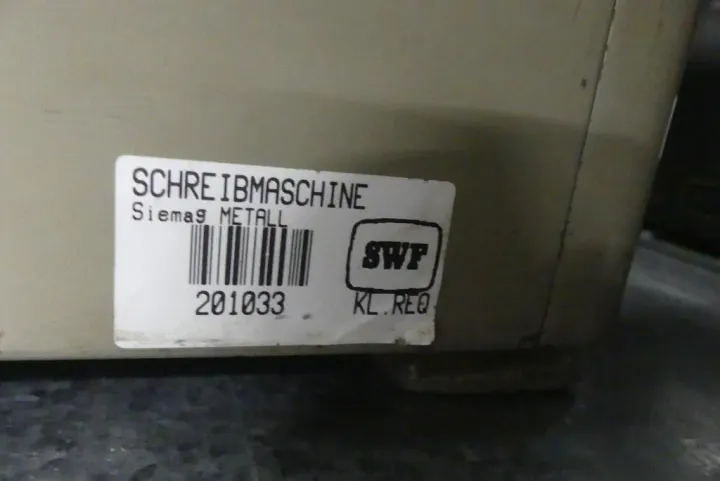 SCHREIBMASCHINE
Siemag METALL
SWF
201033
KL.REQ